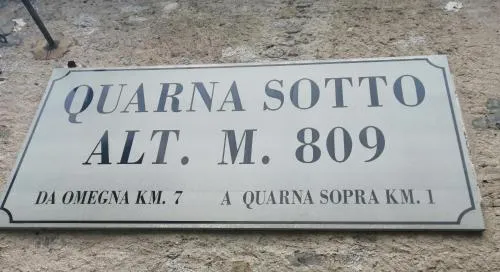 QUARNA SOTTO
ALT. M. 809
DA OMEGNA KM. 7 A QUARNA SOPRA KM. 1